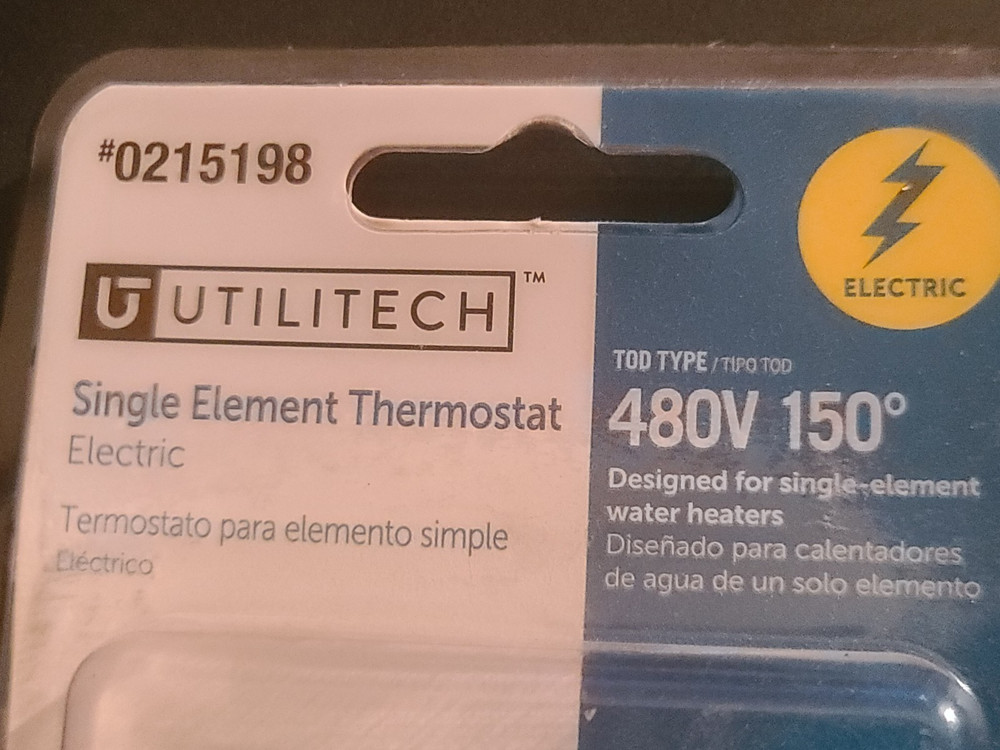 #0215198
UTILITECH™
Single Element Thermostat
Electric
Termostato para elemento simple
Eléctrico
ELECTRIC
TOD TYPE / TIPO TOD
480V 150°
Designed for single-element
water heaters
Diseñado para calentadores
de agua de un solo elemento